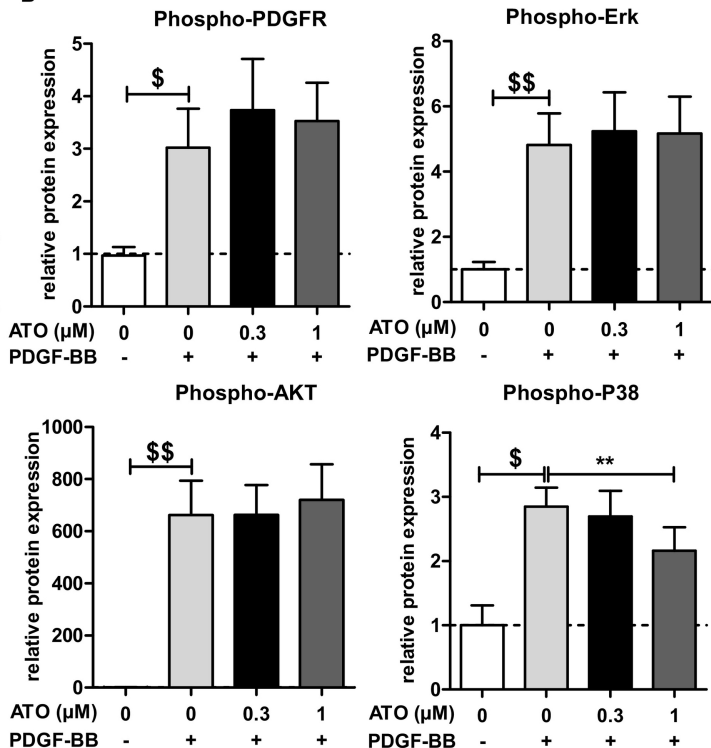 Phospho-PDGFR
relative protein expression
5
4
3
2
1
0
$
ATO (µM) 0 0 0.3 1
PDGF-BB - + + +
Phospho-Erk
relative protein expression
8
6
4
2
0
$$
ATO (µM) 0 0 0.3 1
PDGF-BB - + + +
Phospho-AKT
relative protein expression
1000
800
600
400
200
0
$$
ATO (µM) 0 0 0.3 1
PDGF-BB - + + +
Phospho-P38
relative protein expression
4
3
2
1
0
$ **
ATO (µM) 0 0 0.3 1
PDGF-BB - + + +